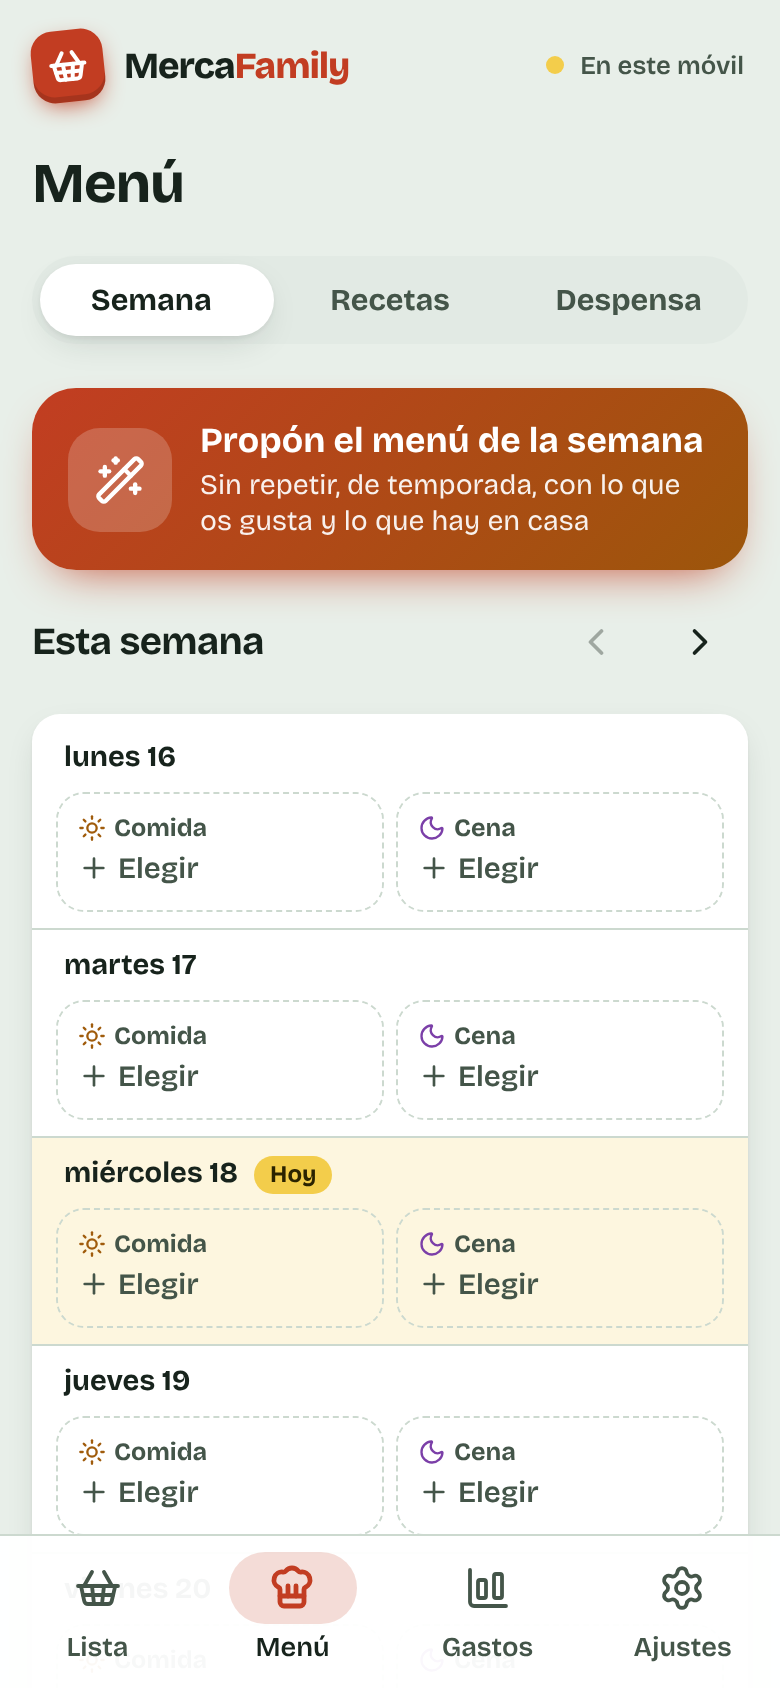 MercaFamily
En este móvil
Menú
Semana
Recetas
Despensa
Propón el menú de la semana
Sin repetir, de temporada, con lo que
os gusta y lo que hay en casa
Esta semana
lunes 16
Comida
Cena
+ Elegir
+ Elegir
martes 17
Comida
Cena
+ Elegir
+ Elegir
miércoles 18
Hoy
Comida
Cena
+ Elegir
+ Elegir
jueves 19
Comida
Cena
+ Elegir
+ Elegir
20
Lista
Menú
Gastos
Ajustes
Comida
Cena